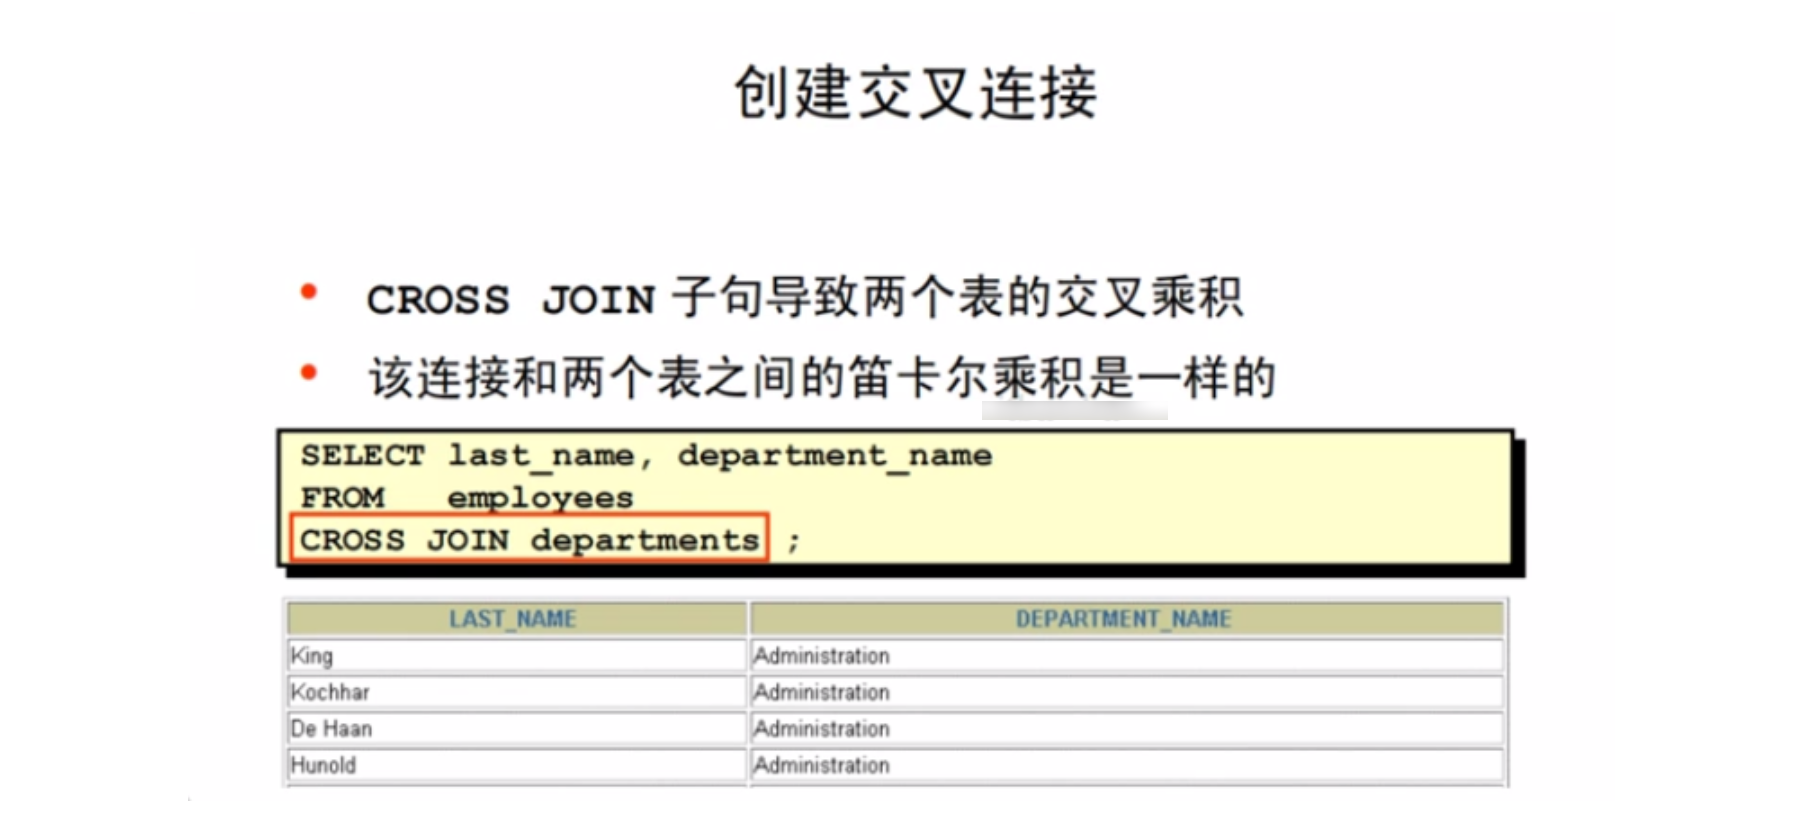 创建交叉连接
• CROSS JOIN 子句导致两个表的交叉乘积
• 该连接和两个表之间的笛卡尔乘积是一样的
SELECT last_name, department_name
FROM employees
CROSS JOIN departments ;
LAST_NAME DEPARTMENT_NAME
King Administration
Kochhar Administration
De Haan Administration
Hunold Administration